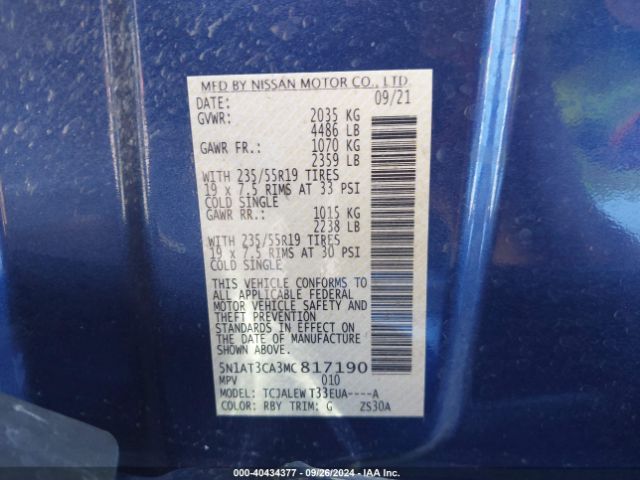 MFD BY NISSAN MOTOR CO., LTD.
DATE: 09/21
GVWR: 2035 KG
4486 LB
GAWR FR.: 1070 KG
2359 LB
WITH 235/55R19 TIRES
19 x 7.5 RIMS AT 33 PSI
COLD SINGLE
GAWR RR.: 1015 KG
2238 LB
WITH 235/55R19 TIRES
19 x 7.5 RIMS AT 30 PSI
COLD SINGLE
THIS VEHICLE CONFORMS TO
ALL APPLICABLE FEDERAL
MOTOR VEHICLE SAFETY AND
THEFT PREVENTION
STANDARDS IN EFFECT ON
THE DATE OF MANUFACTURE
SHOWN ABOVE.
5N1AT3CA3MC817190
MPV 010
MODEL: TCJALEW T33EUA----A
COLOR: RBY TRIM: G ZS30A
000-40434377 - 09/26/2024 - IAA Inc.